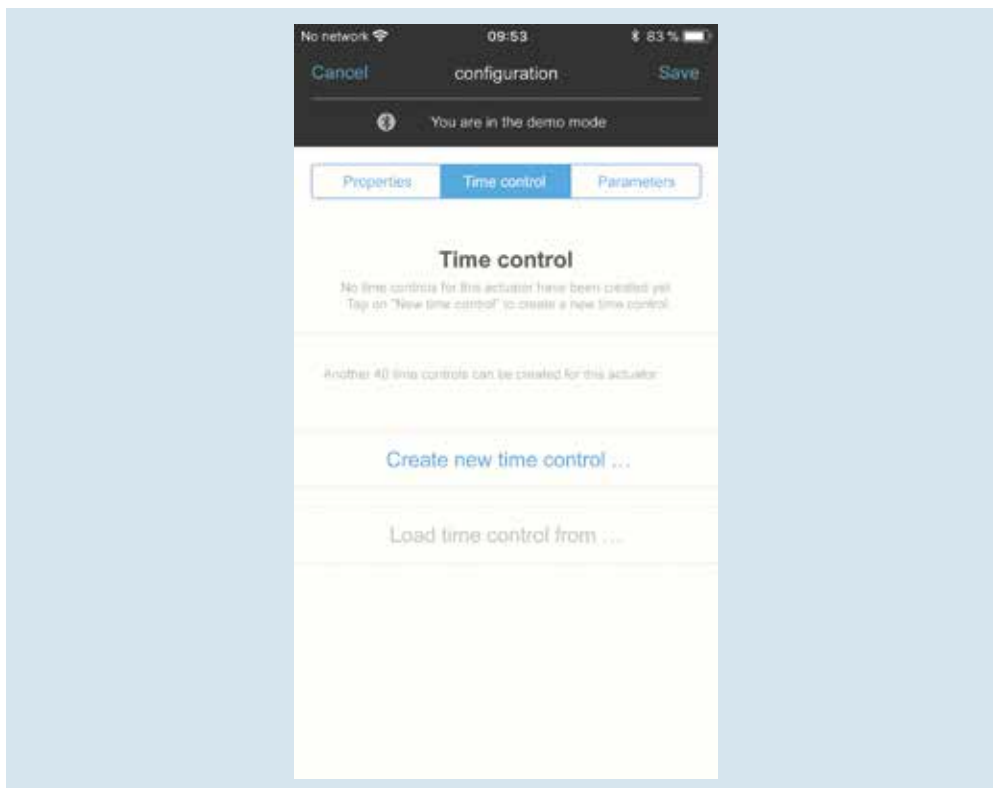 No network 09:53 83 %
Cancel configuration Save
You are in the demo mode
Properties Time control Parameters
Time control
No time controls for this actuator have been created yet.
Tap on "New time control" to create a new time control.
Another 40 time controls can be created for this actuator.
Create new time control ...
Load time control from ...